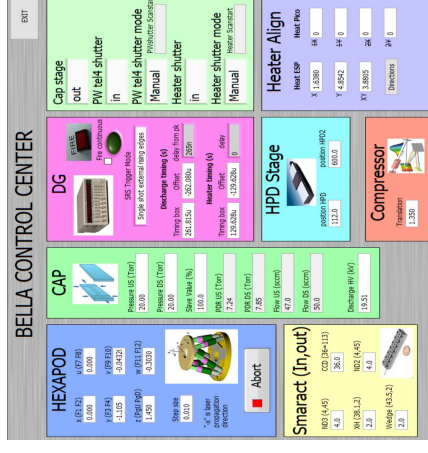 BELLA CONTROL CENTER
EXIT
HEXAPOD
x (F1 F2)
u (F7 F8)
0.000
0.000
y (F3 F4)
v (F9 F10)
-1.105
-0.0432
z (PgU PgD)
w (F11 F12)
1.450
-0.3030
Step size
0.010
"-x" is laser
propagation
direction
Abort
CAP
Pressure US (Torr)
20.00
Pressure DS (Torr)
20.00
Slave Value (%)
100.0
PDR US (Torr)
7.24
PDR DS (Torr)
7.85
Flow US (sccm)
47.0
Flow DS (sccm)
50.0
Discharge HV (kV)
19.51
DG
FIRE
Fire continuous
SRS Trigger Mode
Single shot external rising edges
Discharge timing (s)
Timing box
Offset
delay from pk
261.815u
-262.080u
265n
Heater timing (s)
Timing box
Offset
delay
129.628u
-129.628u
0
Cap stage
out
PW tel4 shutter
in
PW tel4 shutter mode
PWshutter Scanstart
Manual
Heater shutter
in
Heater shutter mode
Heater Scanstart
Manual
Smaract (In,out)
ND3 (4,45)
CCD (36=113)
4.0
36.0
XH (38.1,2)
ND2 (4,45)
2.0
4.0
Wedge (43.5,2)
2.0
HPD Stage
position HPD
position HPD2
112.0
600.0
Compressor
Translation
1.350
Heater Align
Heat ESP
Heat Pico
X
1.6380
0
Y
4.8542
0
XY
3.8805
0
0
Directions